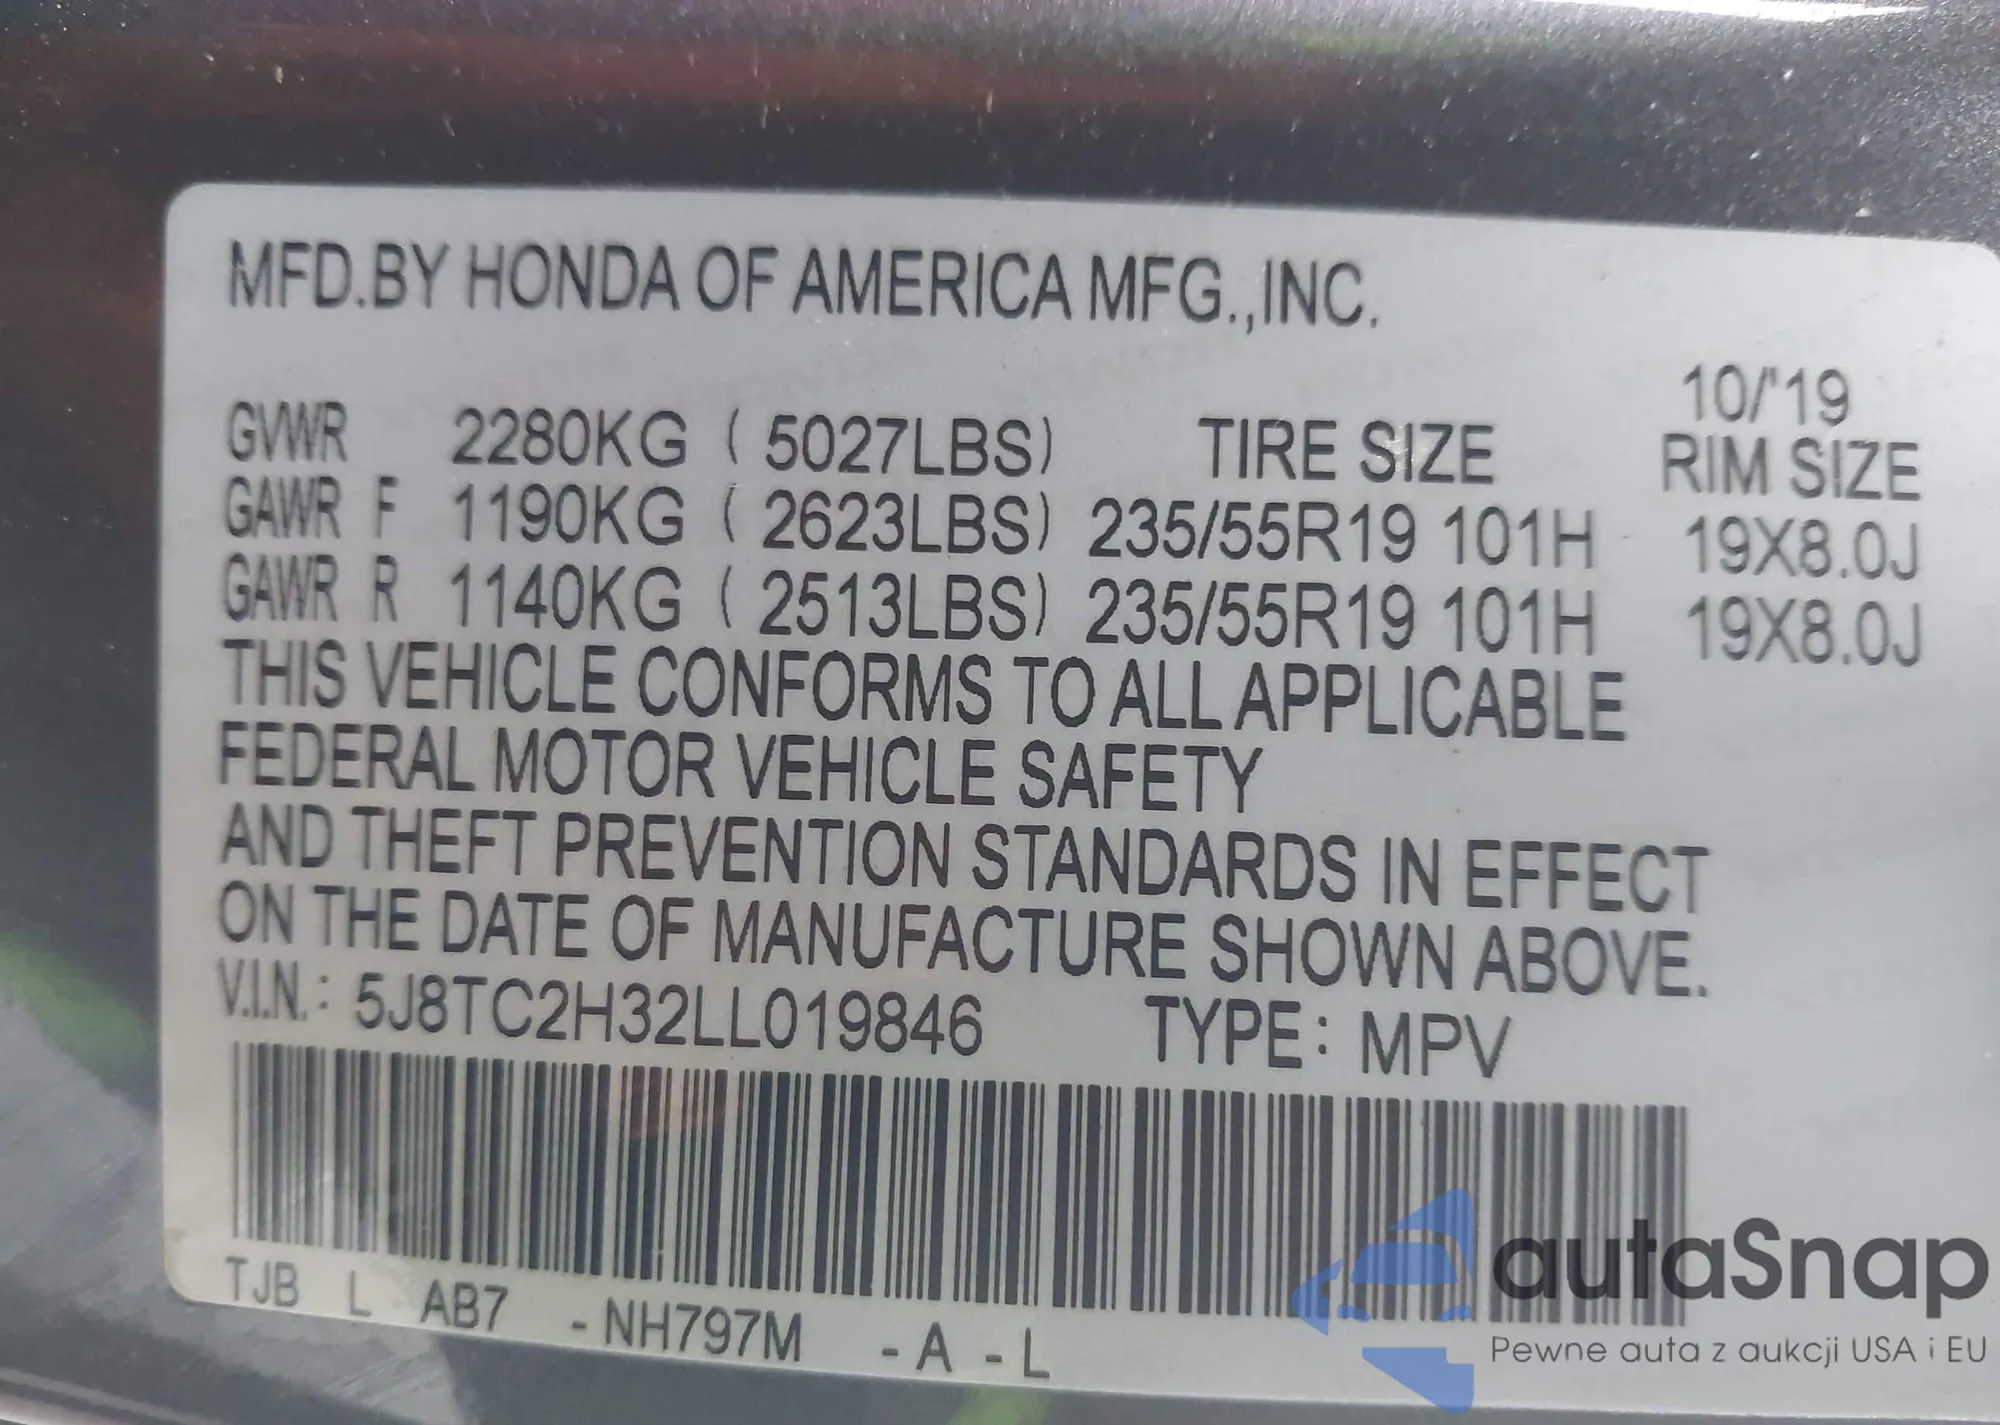 MFD.BY HONDA OF AMERICA MFG.,INC.
10/'19
GVWR 2280KG ( 5027LBS) TIRE SIZE RIM SIZE
GAWR F 1190KG ( 2623LBS) 235/55R19 101H 19X8.0J
GAWR R 1140KG ( 2513LBS) 235/55R19 101H 19X8.0J
THIS VEHICLE CONFORMS TO ALL APPLICABLE
FEDERAL MOTOR VEHICLE SAFETY
AND THEFT PREVENTION STANDARDS IN EFFECT
ON THE DATE OF MANUFACTURE SHOWN ABOVE.
V.I.N.: 5J8TC2H32LL019846 TYPE: MPV
TJB L AB7 -NH797M -A-L
autaSnap
Pewne auta z aukcji USA i EU